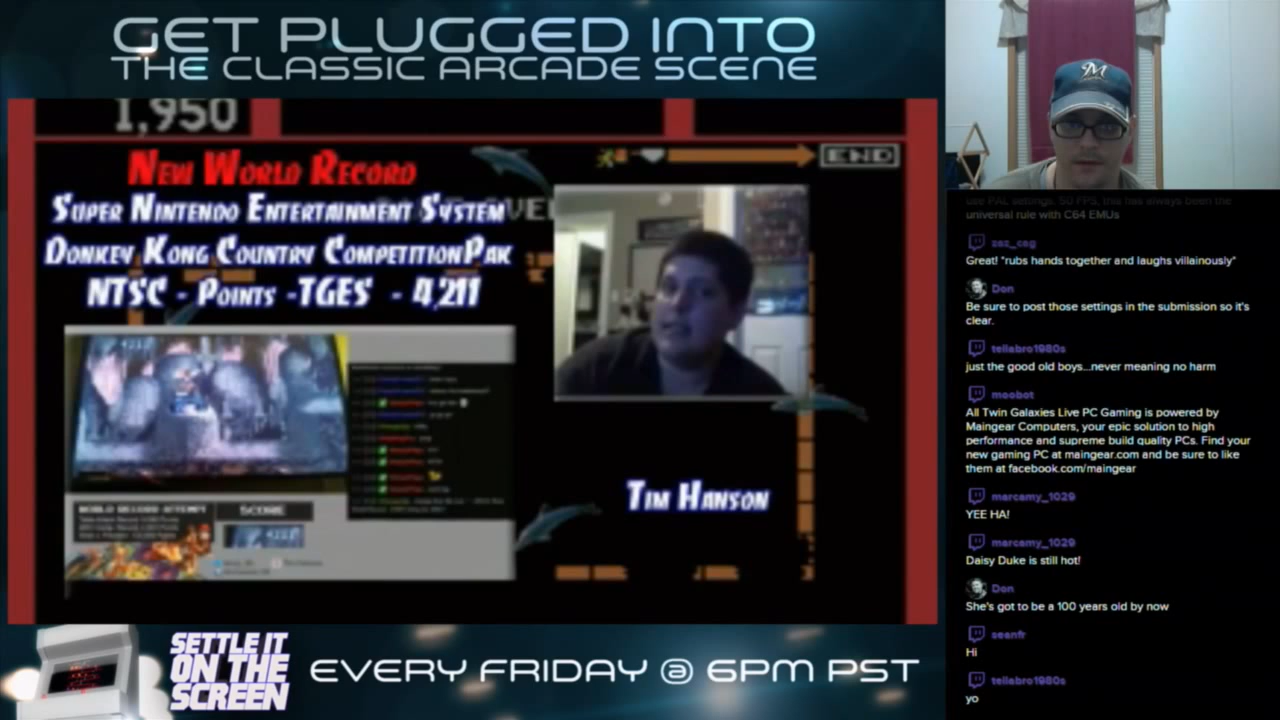 GET PLUGGED INTO
THE CLASSIC ARCADE SCENE
1,950
NEW WORLD RECORD
END
SUPER NINTENDO ENTERTAINMENT SYSTEM
DONKEY KONG COUNTRY COMPETITIONPAK
NTSC - POINTS -TGES - 4,211
WORLD RECORD ATTEMPT
SCORE
TIM HANSON
SETTLE IT
ON THE
SCREEN
EVERY FRIDAY @ 6PM PST
M
use PAL settings. 50 FPS, this has always been the
universal rule with C64 EMUs
zaz_cag
Great! *rubs hands together and laughs villainously*
Don
Be sure to post those settings in the submission so it's
clear.
tellabro1980s
just the good old boys...never meaning no harm
moobot
All Twin Galaxies Live PC Gaming is powered by
Maingear Computers, your epic solution to high
performance and supreme build quality PCs. Find your
new gaming PC at maingear.com and be sure to like
them at facebook.com/maingear
marcamy_1029
YEE HA!
marcamy_1029
Daisy Duke is still hot!
Don
She's got to be a 100 years old by now
seanfr
Hi
tellabro1980s
yo